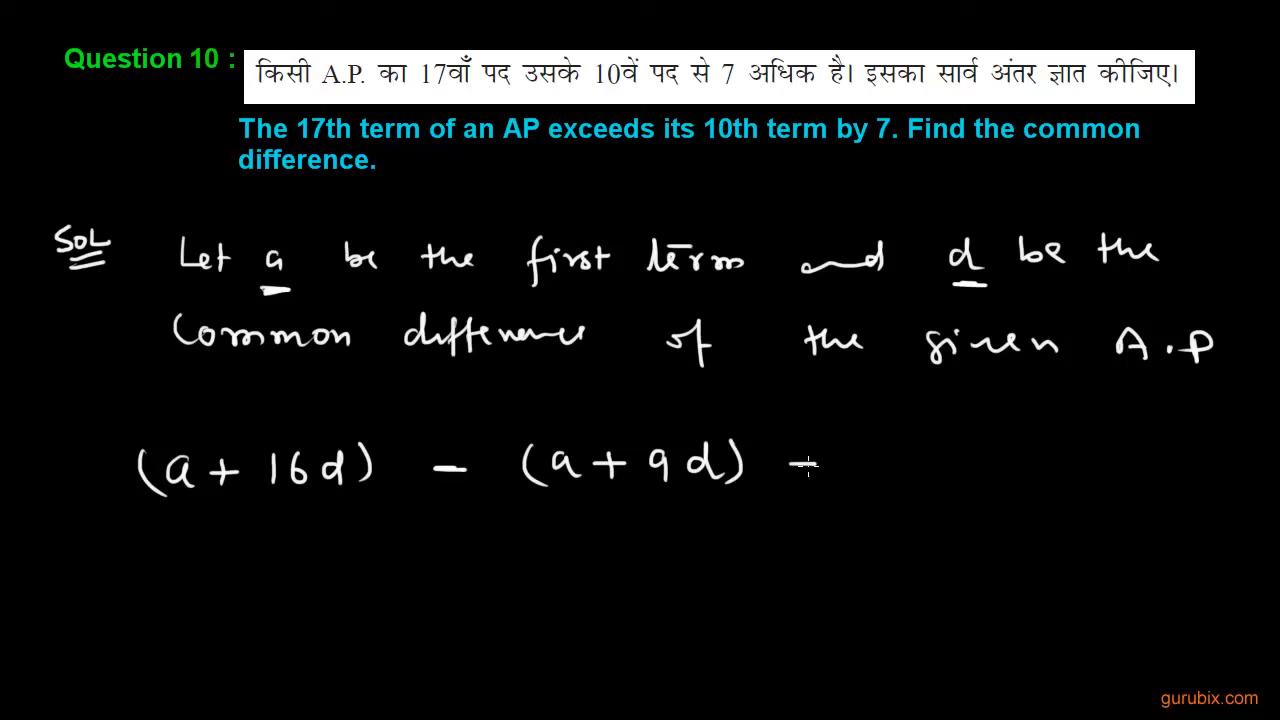 Question 10 : किसी A.P. का 17वाँ पद उसके 10वें पद से 7 अधिक है। इसका सार्व अंतर ज्ञात कीजिए।
The 17th term of an AP exceeds its 10th term by 7. Find the common
difference.
SOL Let a be the first term and d be the
Common difference of the given A.P
(a + 16d) - (a + 9d) -
gurubix.com